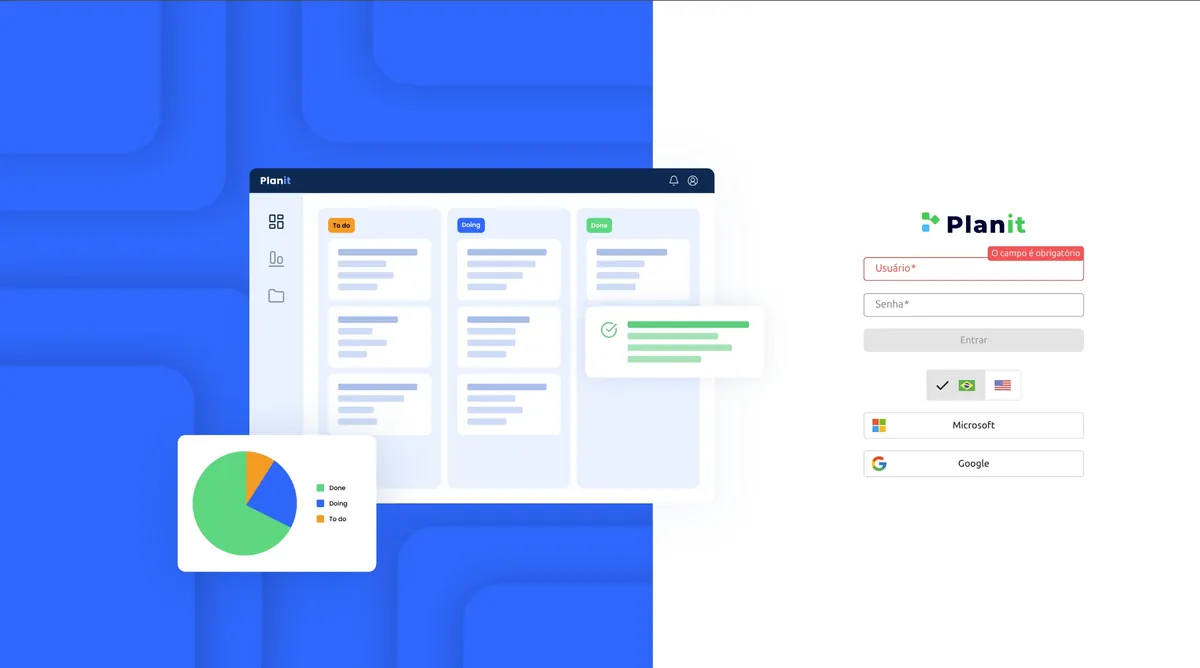 Planit
To do
Doing
Done
Done
Doing
To do
Planit
O campo é obrigatório
Usuário*
Senha*
Entrar
Microsoft
Google